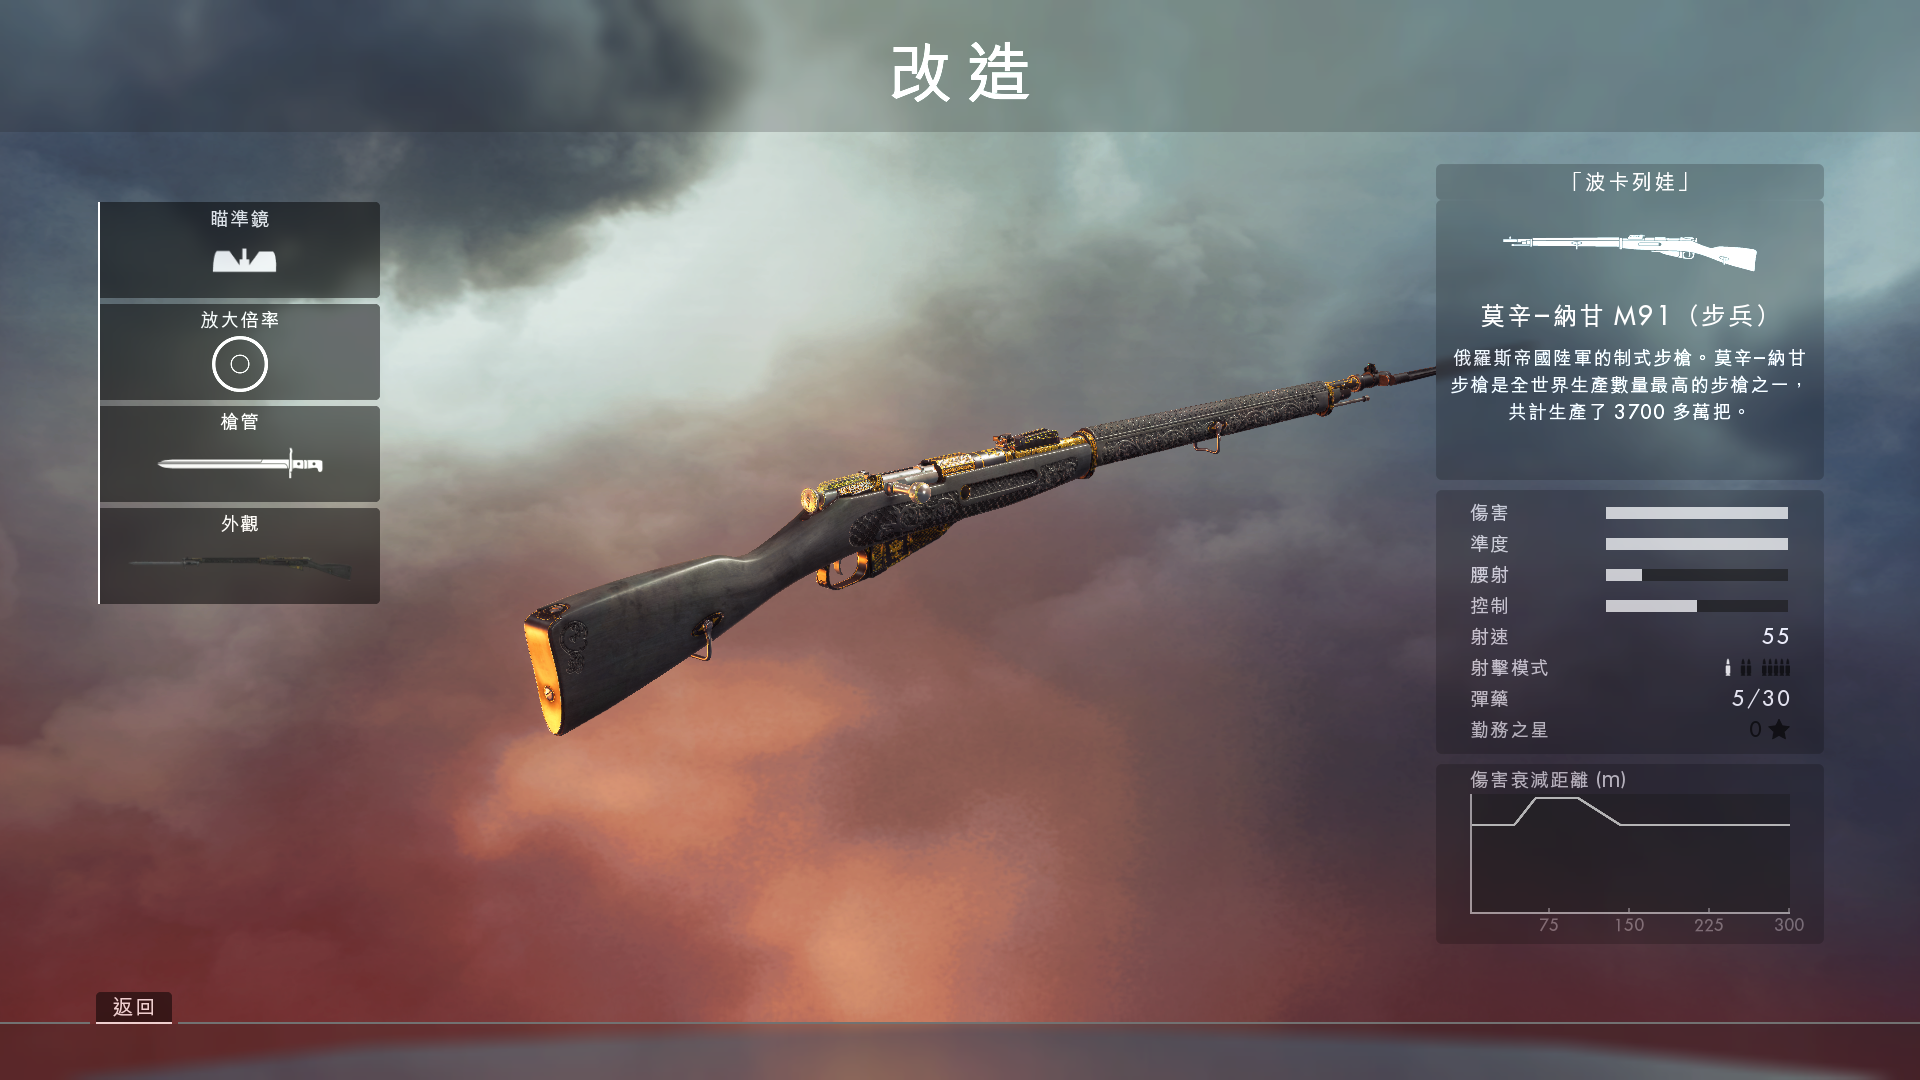 改造
瞄準鏡
放大倍率
槍管
外觀
「波卡列娃」
莫辛–納甘 M91（步兵）
俄羅斯帝國陸軍的制式步槍。莫辛–納甘
步槍是全世界生產數量最高的步槍之一，
共計生產了 3700 多萬把。
傷害
準度
腰射
控制
射速 55
射擊模式
彈藥 5/30
勤務之星 0
傷害衰減距離 (m)
75 150 225 300
返回